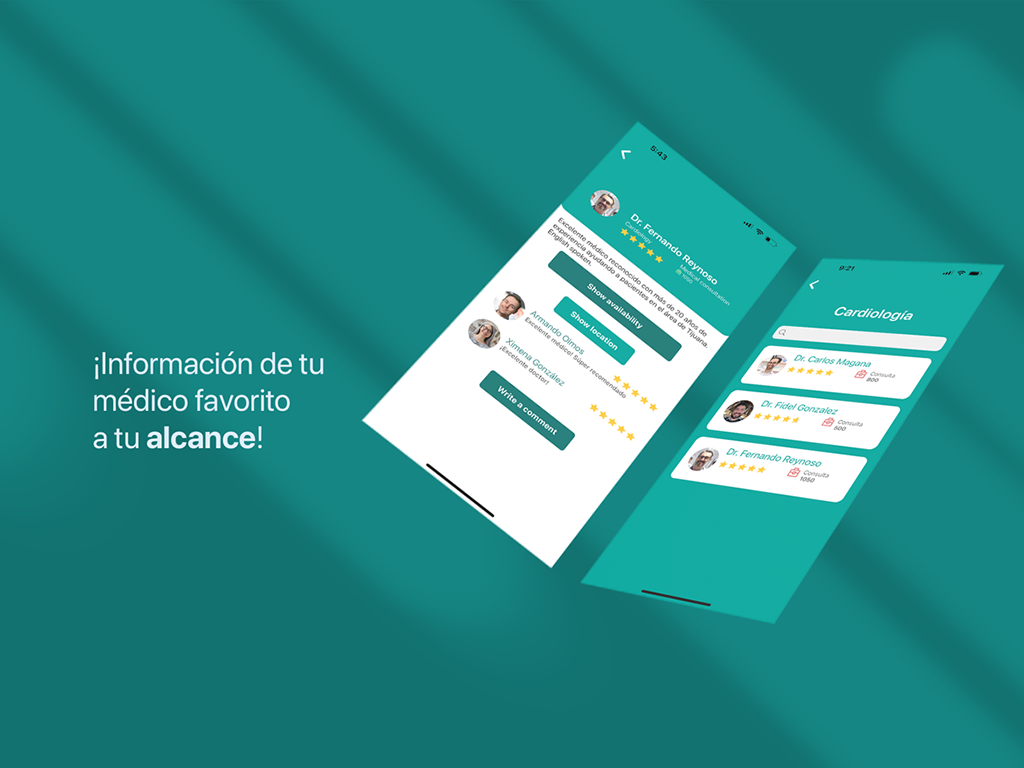 ¡Información de tu
médico favorito
a tu alcance!
5:43
Dr. Fernando Reynoso
Cardiology
Medical consultation
1050
Excelente médico reconocido con más de 20 años de
experiencia ayudando a pacientes en el área de Tijuana.
English spoken.
Show availability
Show location
Armando Olmos
Excelente médico! Súper recomendado
Ximena González
¡Excelente doctor!
Write a comment
9:21
Cardiología
Dr. Carlos Magana
Consulta
800
Dr. Fidel Gonzalez
Consulta
500
Dr. Fernando Reynoso
Consulta
1050